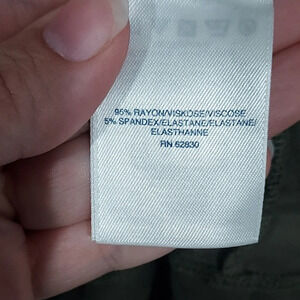 95% RAYON/VISKOSE/VISCOSE
5% SPANDEX/ELASTANE/ELASTANE/
ELASTHANNE
RN 62830